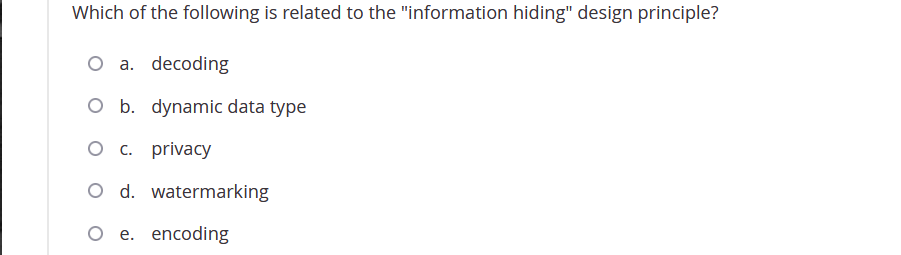 Which of the following is related to the "information hiding" design principle?
a. decoding
b. dynamic data type
c. privacy
d. watermarking
e. encoding